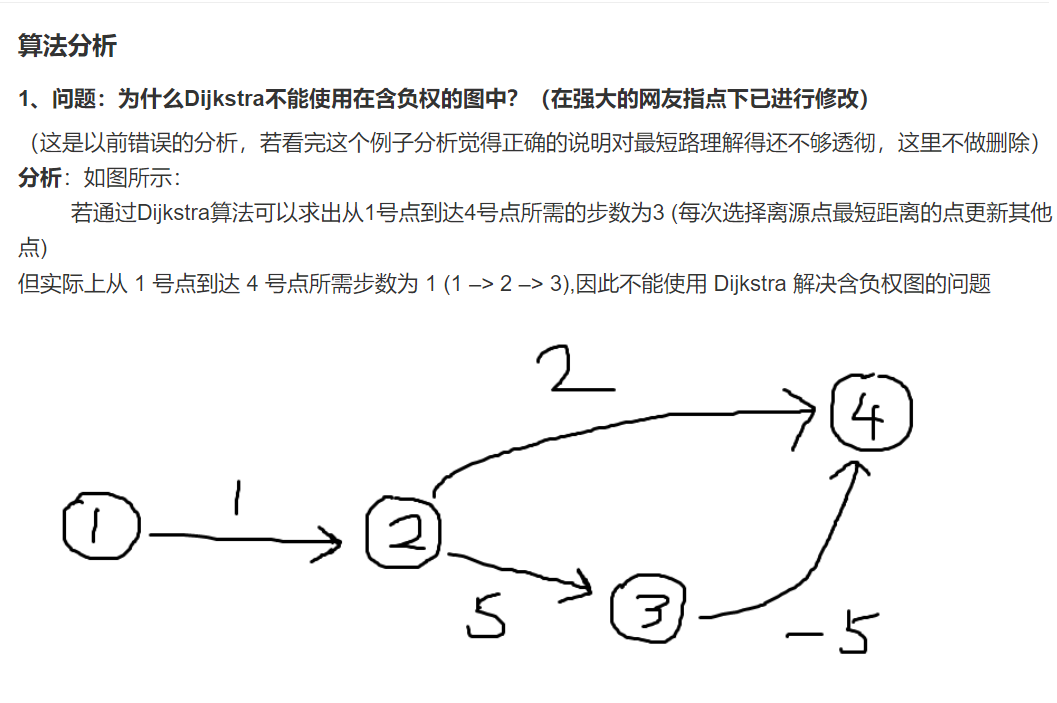 算法分析
1、问题：为什么Dijkstra不能使用在含负权的图中？（在强大的网友指点下已进行修改）
（这是以前错误的分析，若看完这个例子分析觉得正确的说明对最短路理解得还不够透彻，这里不做删除）
分析：如图所示：
若通过Dijkstra算法可以求出从1号点到达4号点所需的步数为3 (每次选择离源点最短距离的点更新其他
点)
但实际上从 1 号点到达 4 号点所需步数为 1 (1 –> 2 –> 3),因此不能使用 Dijkstra 解决含负权图的问题
2
4
1
1
2
5
3
-5